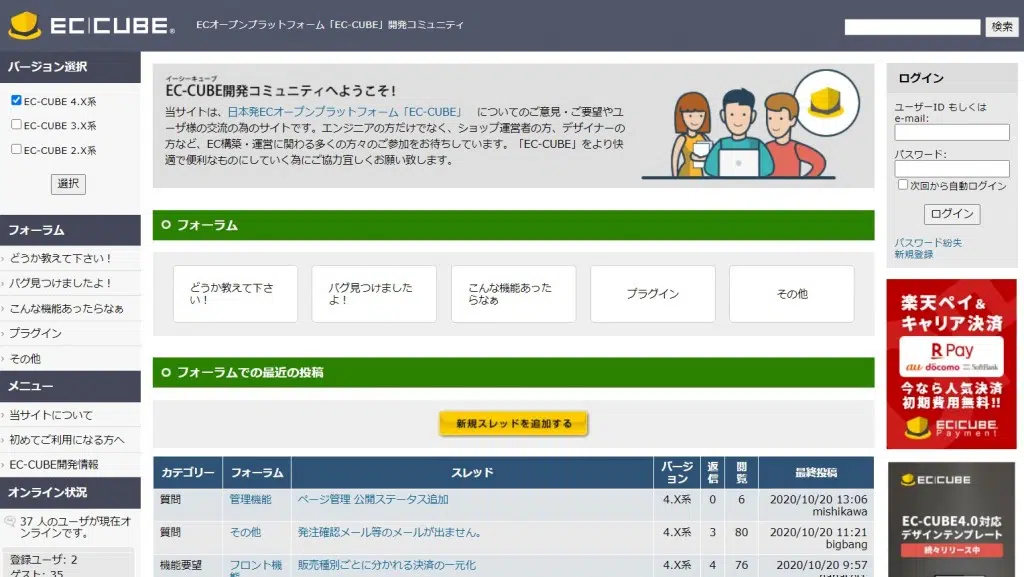 EC CUBE®
ECオープンプラットフォーム「EC-CUBE」開発コミュニティ
検索
バージョン選択
EC-CUBE 4.X系
EC-CUBE 3.X系
EC-CUBE 2.X系
選択
フォーラム
どうか教えて下さい！
バグ見つけましたよ！
こんな機能あったらなぁ
プラグイン
その他
メニュー
当サイトについて
初めてご利用になる方へ
EC-CUBE開発情報
オンライン状況
37 人のユーザが現在オ
ンラインです。
登録ユーザ: 2
ゲスト: 35
イーシーキューブ
EC-CUBE開発コミュニティへようこそ!
当サイトは、日本発ECオープンプラットフォーム「EC-CUBE」 についてのご意見・ご要望やユ
ーザ様の交流の為のサイトです。エンジニアの方だけでなく、ショップ運営者の方、デザイナーの
方など、EC構築・運営に関わる多くの方々のご参加をお待ちしています。「EC-CUBE」をより快
適で便利なものにしていく為にご協力宜しくお願い致します。
フォーラム
どうか教えて下さ
い！
バグ見つけました
よ！
こんな機能あった
らなぁ
プラグイン
その他
フォーラムでの最近の投稿
新規スレッドを追加する
カテゴリー フォーラム スレッド バージョン 返信 閲覧 最終投稿
質問 管理機能 ページ管理 公開ステータス追加 4.X系 0 6 2020/10/20 13:06
mishikawa
質問 その他 発注確認メール等のメールが出ません。 4.X系 3 80 2020/10/20 11:21
bigbang
機能要望 フロント機能 販売種別ごとに分かれる決済の一元化 4.X系 4 76 2020/10/20 9:57
ログイン
ユーザーID もしくは
e-mail:
パスワード:
次回から自動ログイン
ログイン
パスワード紛失
新規登録
楽天ペイ&
キャリア決済
R Pay
au döcomo SoftBank
今なら人気決済
初期費用無料!!
EC CUBE
Payment
EC CUBE
EC-CUBE4.0対応
デザインテンプレート
続々リリース中